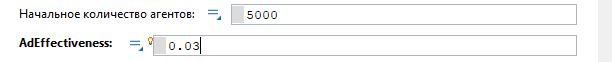 Начальное количество агентов: 5000
AdEffectiveness: 0.03